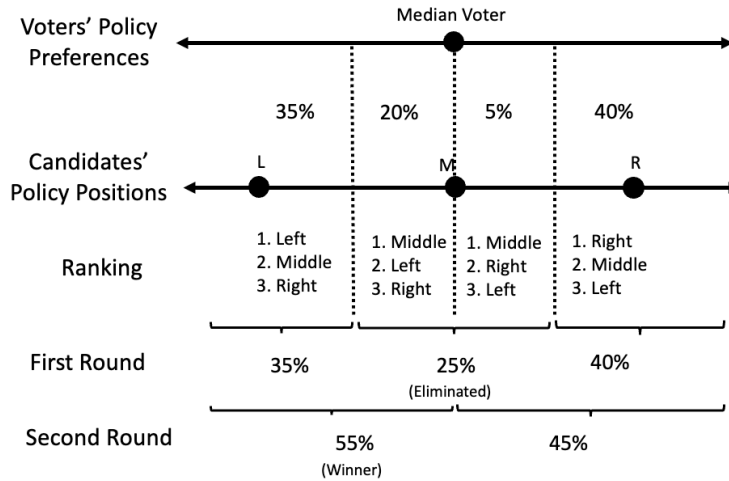 Voters' Policy
Preferences
Median Voter
35% 20% 5% 40%
Candidates'
Policy Positions
L M R
Ranking
1. Left
2. Middle
3. Right
1. Middle
2. Left
3. Right
1. Middle
2. Right
3. Left
1. Right
2. Middle
3. Left
First Round 35% 25% 40%
(Eliminated)
Second Round 55% 45%
(Winner)